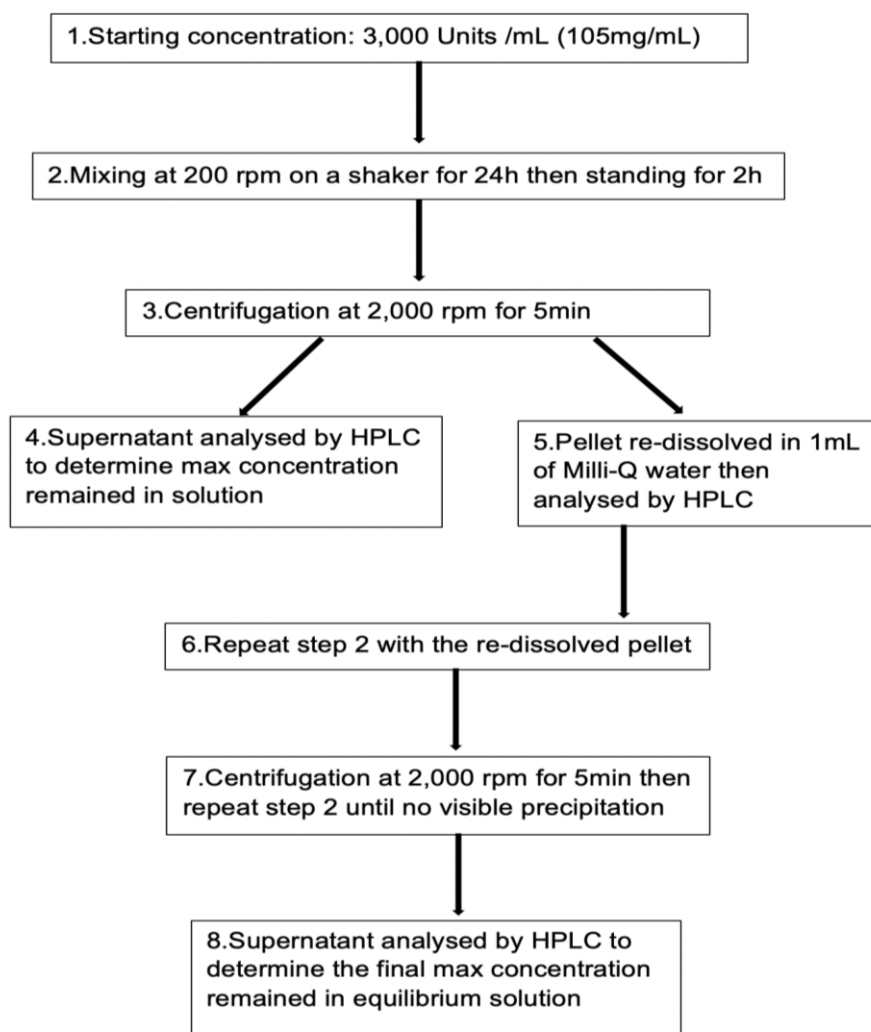 1.Starting concentration: 3,000 Units /mL (105mg/mL)
2.Mixing at 200 rpm on a shaker for 24h then standing for 2h
3.Centrifugation at 2,000 rpm for 5min
4.Supernatant analysed by HPLC
to determine max concentration
remained in solution
5.Pellet re-dissolved in 1mL
of Milli-Q water then
analysed by HPLC
6.Repeat step 2 with the re-dissolved pellet
7.Centrifugation at 2,000 rpm for 5min then
repeat step 2 until no visible precipitation
8.Supernatant analysed by HPLC to
determine the final max concentration
remained in equilibrium solution